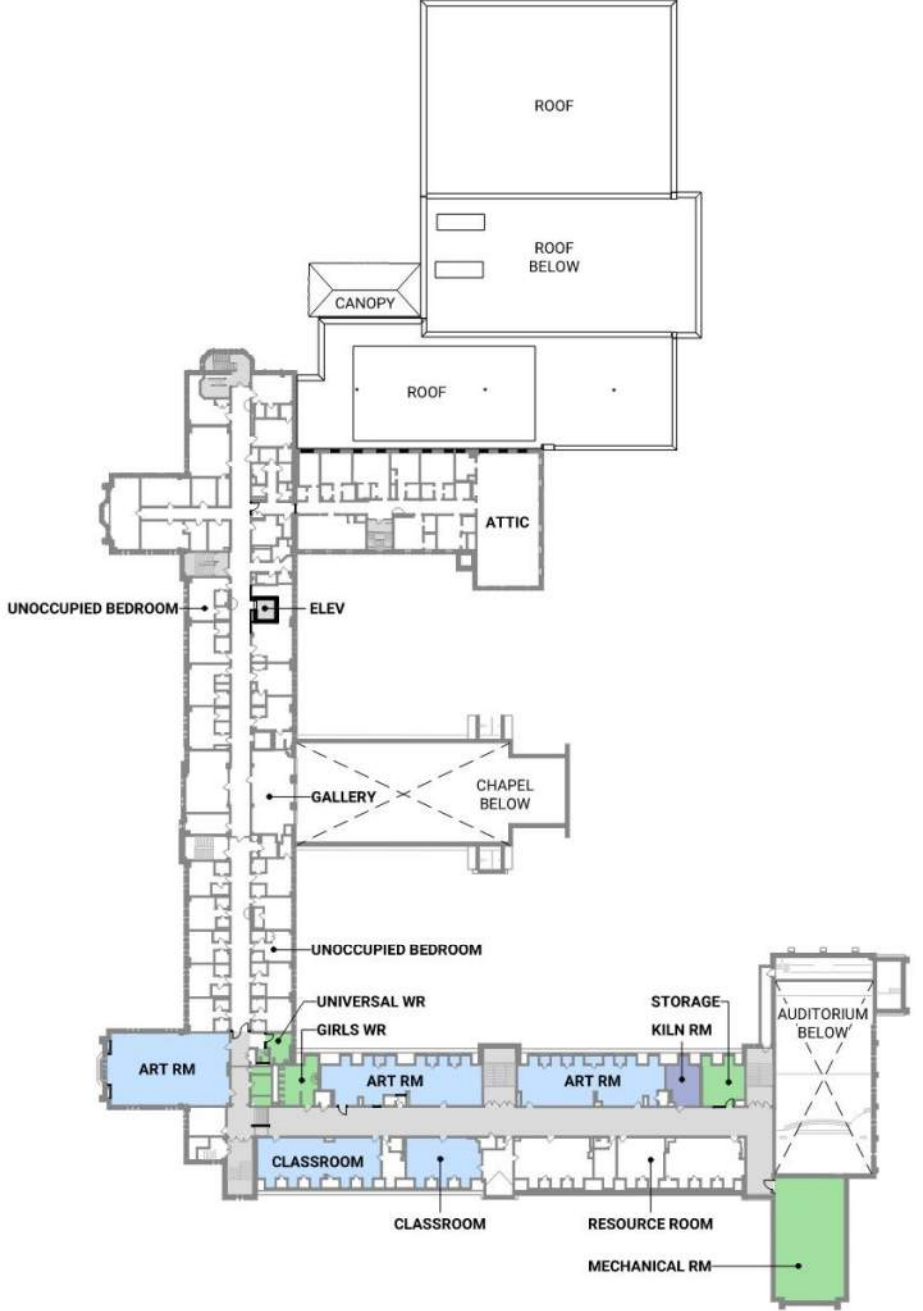 ROOF
ROOF
BELOW
CANOPY
ROOF
ATTIC
UNOCCUPIED BEDROOM
ELEV
GALLERY
CHAPEL
BELOW
UNOCCUPIED BEDROOM
UNIVERSAL WR
GIRLS WR
STORAGE
KILN RM
AUDITORIUM
BELOW
ART RM
ART RM
ART RM
CLASSROOM
CLASSROOM
RESOURCE ROOM
MECHANICAL RM